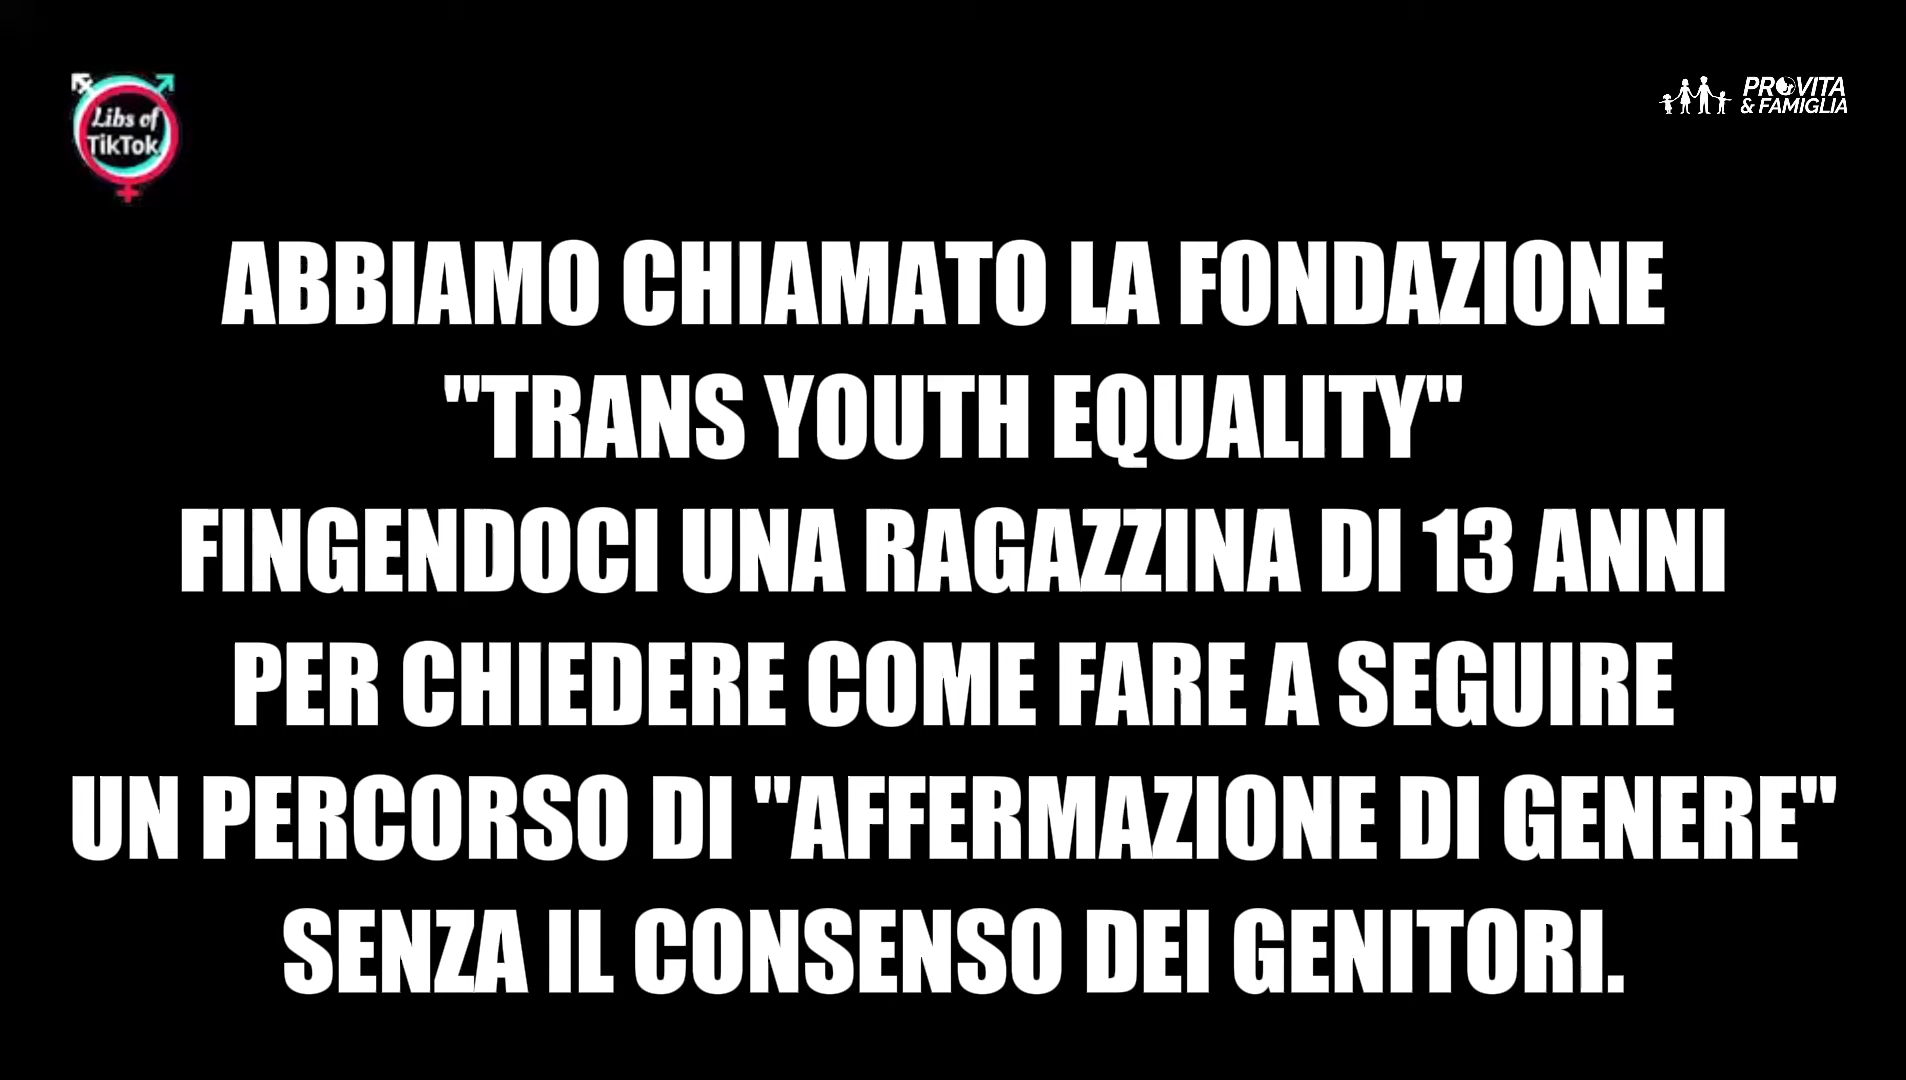 Libs of
TikTok
PROVITA
& FAMIGLIA
ABBIAMO CHIAMATO LA FONDAZIONE
"TRANS YOUTH EQUALITY"
FINGENDOCI UNA RAGAZZINA DI 13 ANNI
PER CHIEDERE COME FARE A SEGUIRE
UN PERCORSO DI "AFFERMAZIONE DI GENERE"
SENZA IL CONSENSO DEI GENITORI.